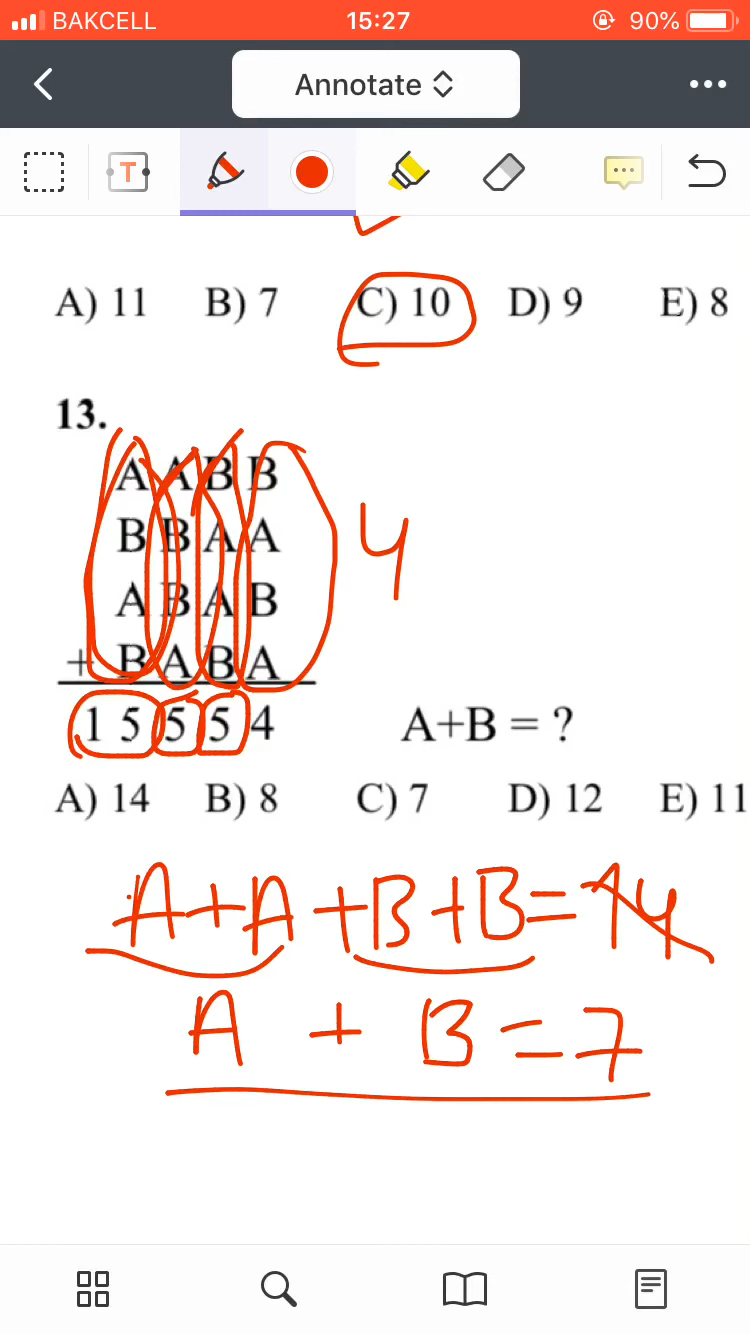 BAKCELL 15:27 90%
Annotate
T
A) 11 B) 7 C) 10 D) 9 E) 8
13.
A A B B
B B A A 4
A B A B
+ B A B A
1 5 5 5 4 A+B = ?
A) 14 B) 8 C) 7 D) 12 E) 11
A+A+B+B=14
A + B=7